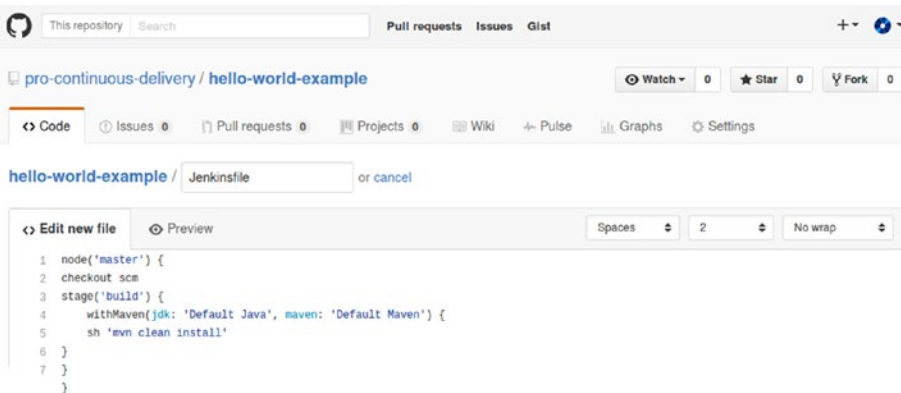 This repository Search Pull requests Issues Gist
pro-continuous-delivery / hello-world-example Watch 0 Star 0 Fork 0
Code Issues 0 Pull requests 0 Projects 0 Wiki Pulse Graphs Settings
hello-world-example / Jenkinsfile or cancel
<> Edit new file Preview Spaces 2 No wrap
1 node('master') {
2 checkout scm
3 stage('build') {
4 withMaven(jdk: 'Default Java', maven: 'Default Maven') {
5 sh 'mvn clean install'
6 }
7 }
}